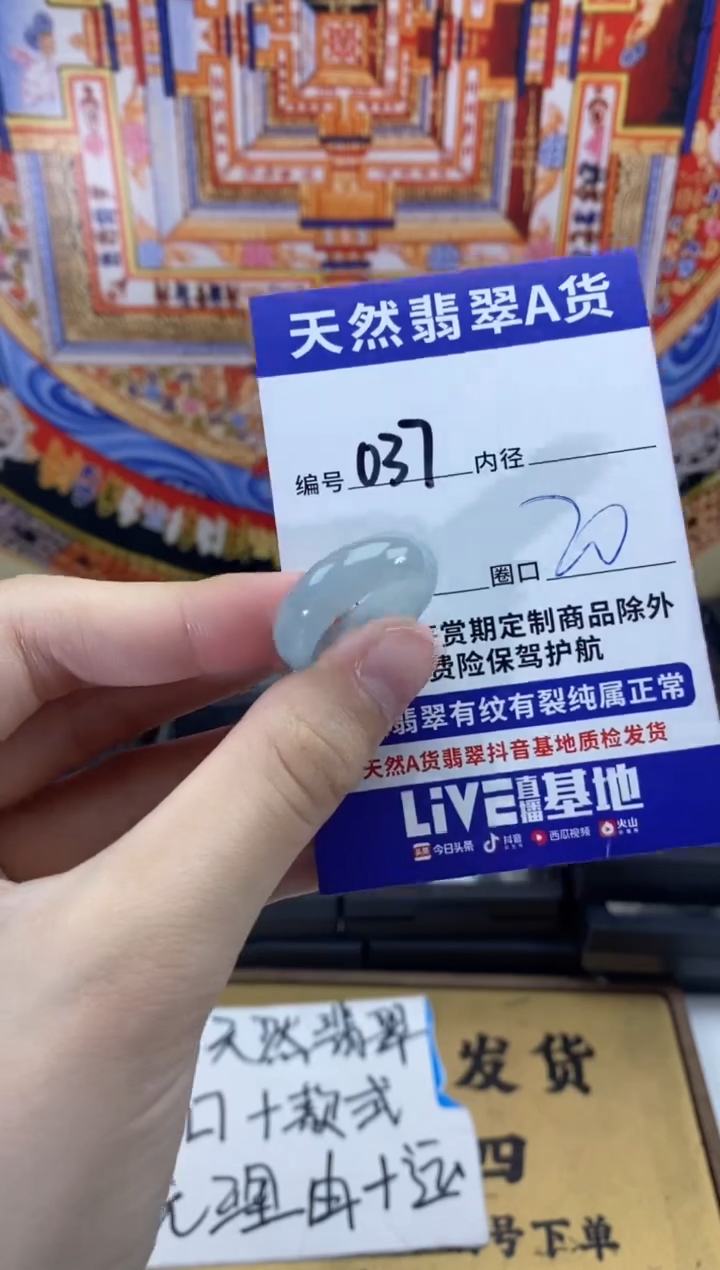 天然翡翠A货
编号 037 内径
圈口 20
赏期定制商品除外
费险保驾护航
翡翠有纹有裂纯属正常
天然A货翡翠抖音基地质检发货
LiVE直播基地
今日头条 抖音 西瓜视频 火山
天然翡翠
口+款式
理由+运
发货
四
号下单